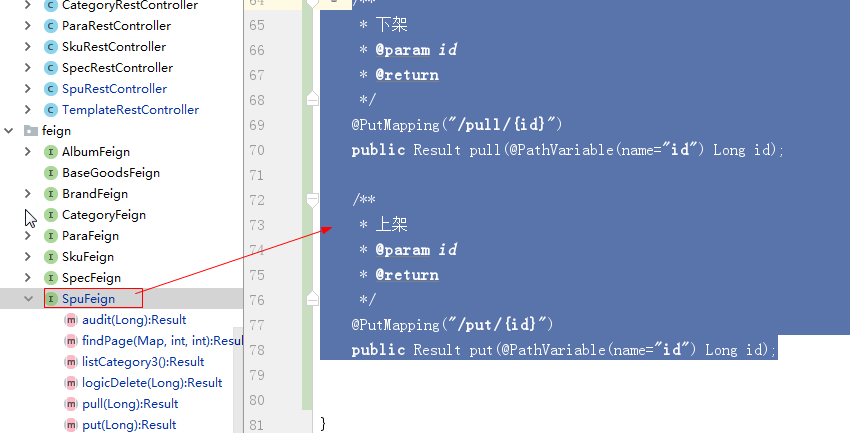 CategoryRestController
ParaRestController
SkuRestController
SpecRestController
SpuRestController
TemplateRestController
feign
AlbumFeign
BaseGoodsFeign
BrandFeign
CategoryFeign
ParaFeign
SkuFeign
SpecFeign
SpuFeign
audit(Long):Result
findPage(Map, int, int):Resu
listCategory3():Result
logicDelete(Long):Result
pull(Long):Result
put(Long):Result
64 /**
65 * 下架
66 * @param id
67 * @return
68 */
69 @PutMapping("/pull/{id}")
70 public Result pull(@PathVariable(name="id") Long id);
71
72 /**
73 * 上架
74 * @param id
75 * @return
76 */
77 @PutMapping("/put/{id}")
78 public Result put(@PathVariable(name="id") Long id);
79
80
81 }